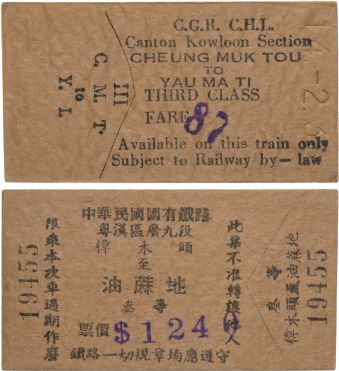 C.G.R. C.H.L.
Canton Kowloon Section
CHEUNG MUK TOU
TO
YAU MA TI
THIRD CLASS
FARE 87
Available on this train only
Subject to Railway by-law
III
C. M. T
to
Y. L
中華民國國有鐵路
粵漢區廣九段
樟木頭
至
油蔴地
叁等
票價 $1240
鐵路一切規章均應遵守
限乘本次車過期作廢
19455
此票不准轉讓他人
叁等
樟木頭至油蔴地
19455